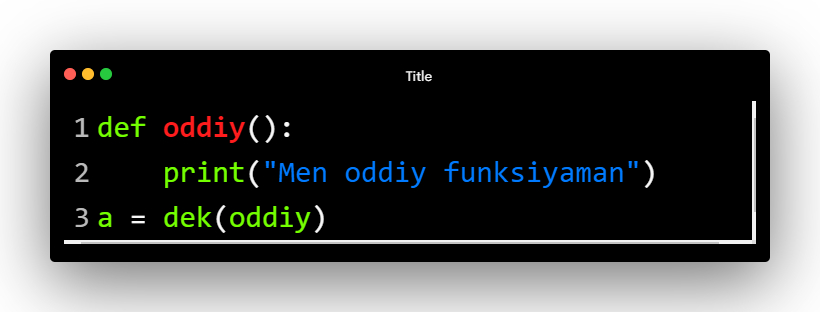 Title
1 def oddiy():
2     print("Men oddiy funksiyaman")
3 a = dek(oddiy)